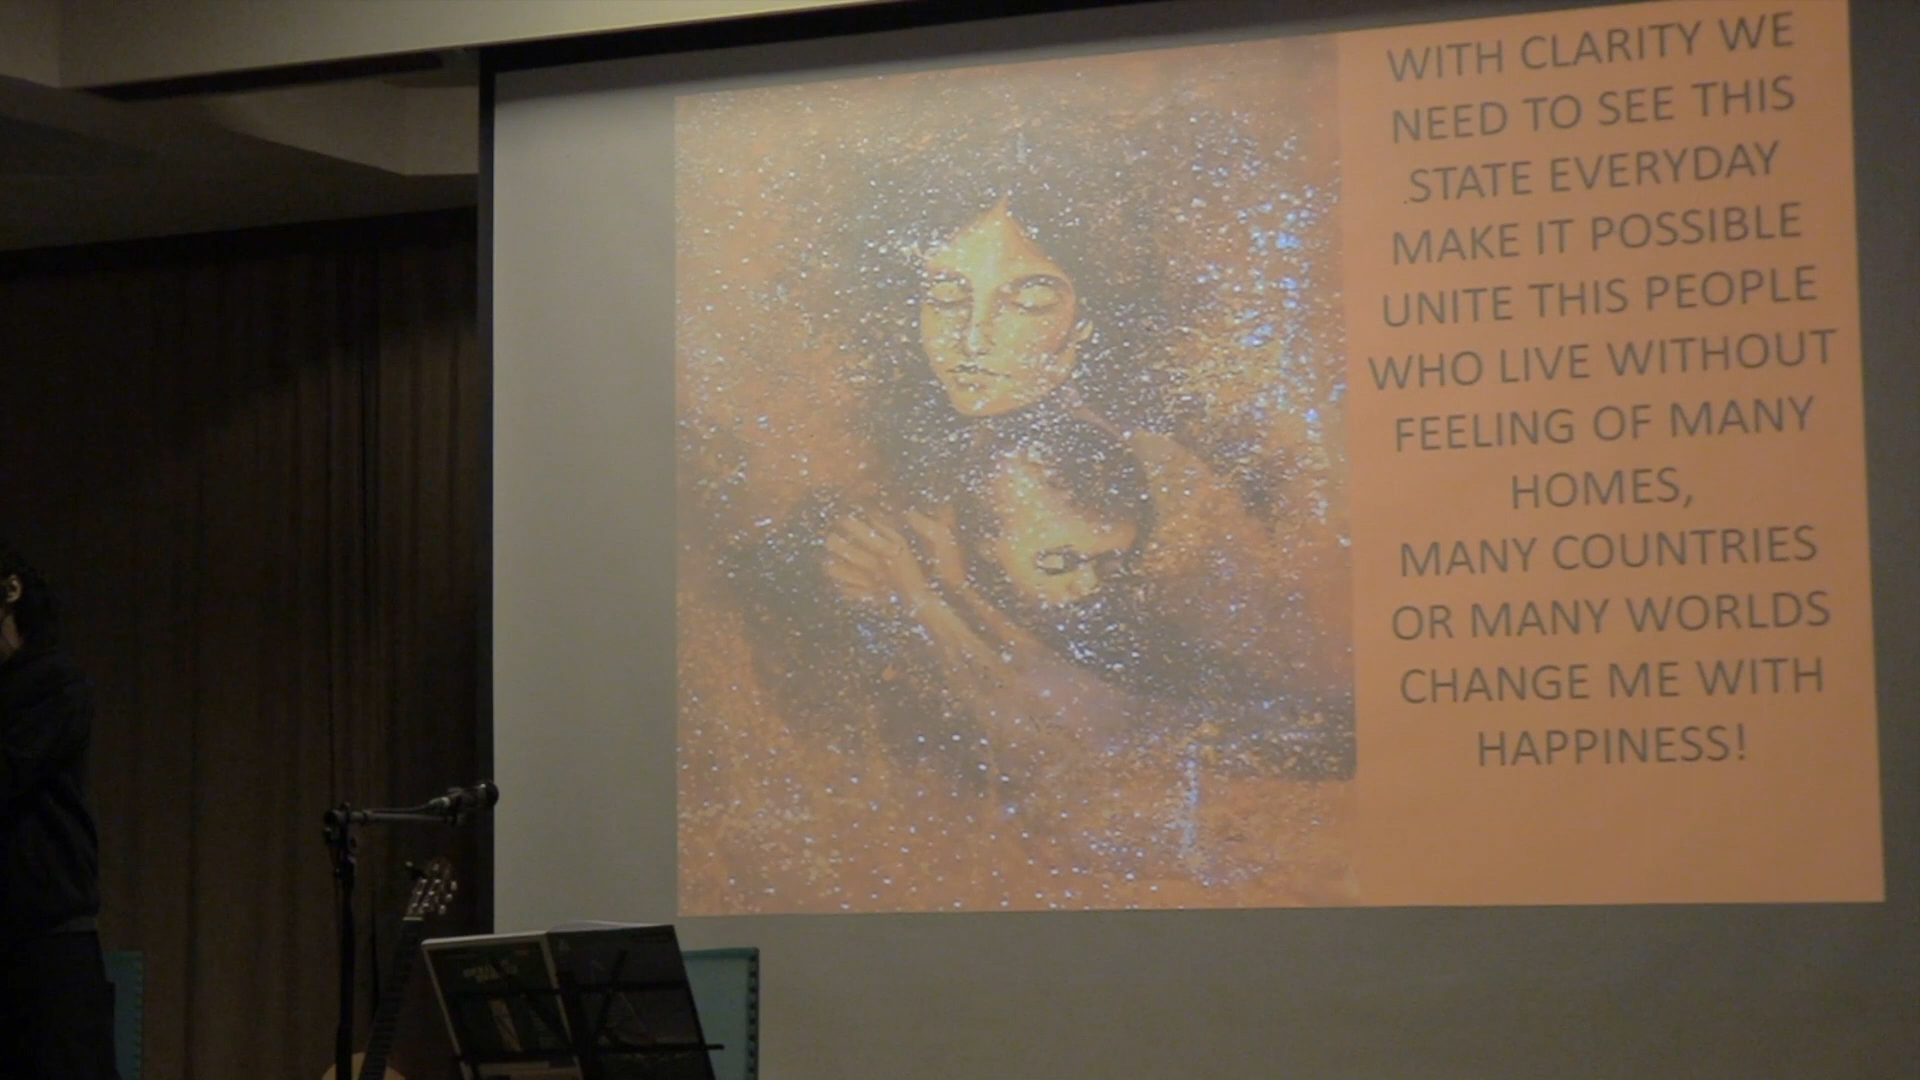 WITH CLARITY WE
NEED TO SEE THIS
.STATE EVERYDAY
MAKE IT POSSIBLE
UNITE THIS PEOPLE
WHO LIVE WITHOUT
FEELING OF MANY
HOMES,
MANY COUNTRIES
OR MANY WORLDS
CHANGE ME WITH
HAPPINESS!